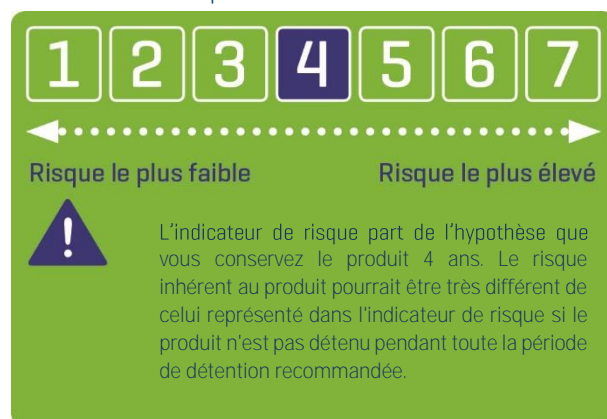 1 2 3 4 5 6 7
Risque le plus faible Risque le plus élevé
!
L'indicateur de risque part de l'hypothèse que
vous conservez le produit 4 ans. Le risque
inhérent au produit pourrait être très différent de
celui représenté dans l'indicateur de risque si le
produit n'est pas détenu pendant toute la période
de détention recommandée.